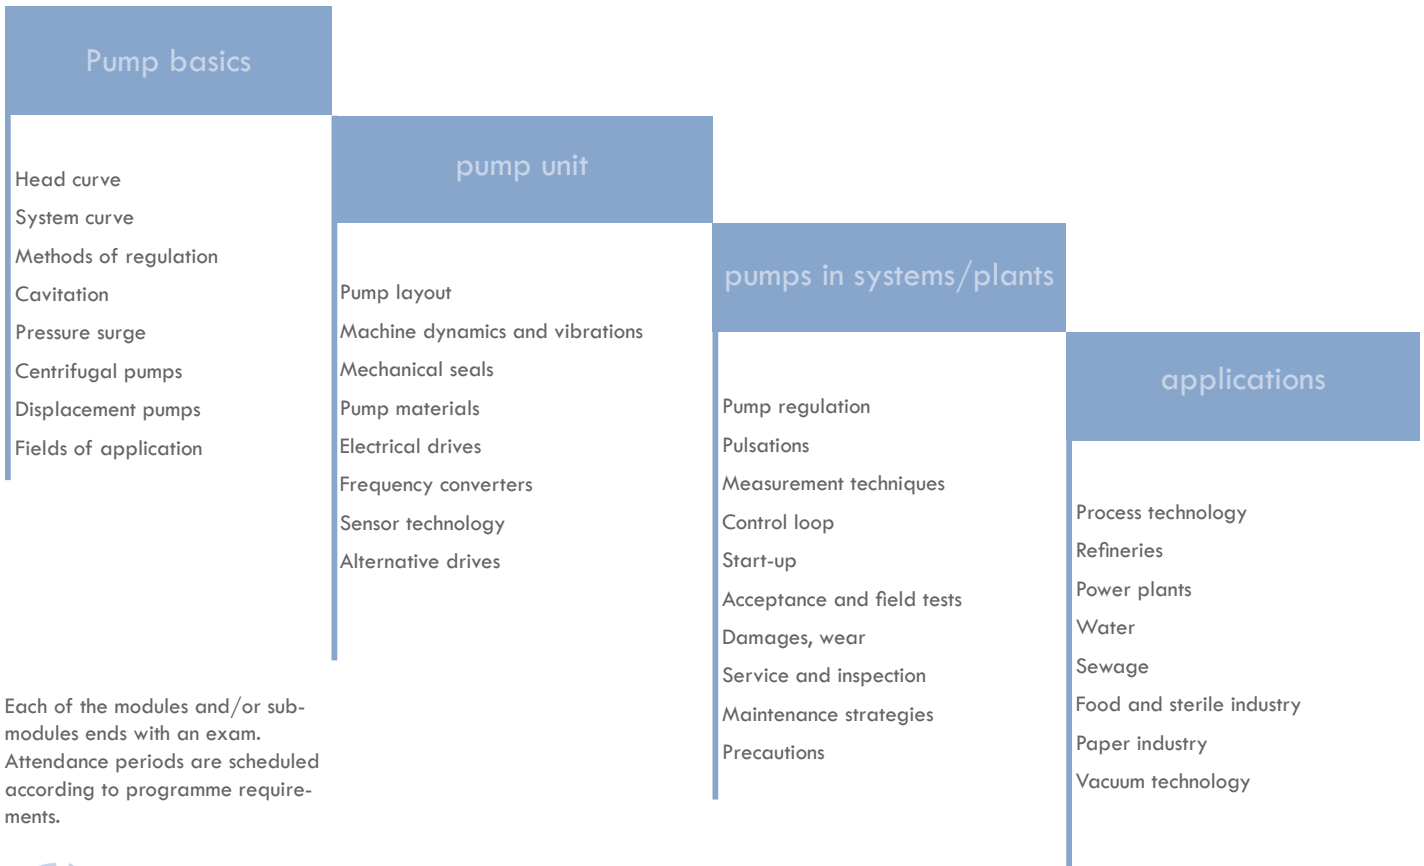 Pump basics
Head curve
System curve
Methods of regulation
Cavitation
Pressure surge
Centrifugal pumps
Displacement pumps
Fields of application
pump unit
Pump layout
Machine dynamics and vibrations
Mechanical seals
Pump materials
Electrical drives
Frequency converters
Sensor technology
Alternative drives
pumps in systems/plants
Pump regulation
Pulsations
Measurement techniques
Control loop
Start-up
Acceptance and field tests
Damages, wear
Service and inspection
Maintenance strategies
Precautions
applications
Process technology
Refineries
Power plants
Water
Sewage
Food and sterile industry
Paper industry
Vacuum technology
Each of the modules and/or sub-
modules ends with an exam.
Attendance periods are scheduled
according to programme require-
ments.